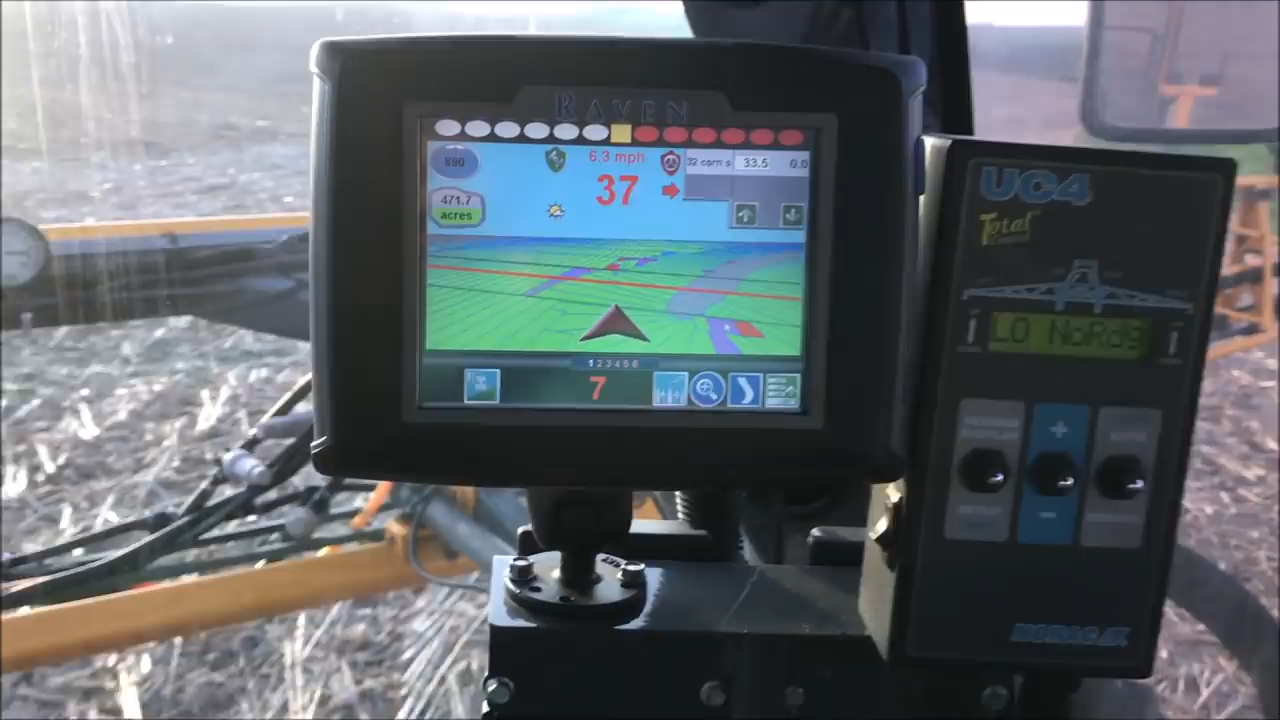 RAVEN
890
6.3 mph
32 corn s 33.5 0.0
37
471.7
acres
123456
7
UC4
Total
LO NoRdg
+
-
NORAC